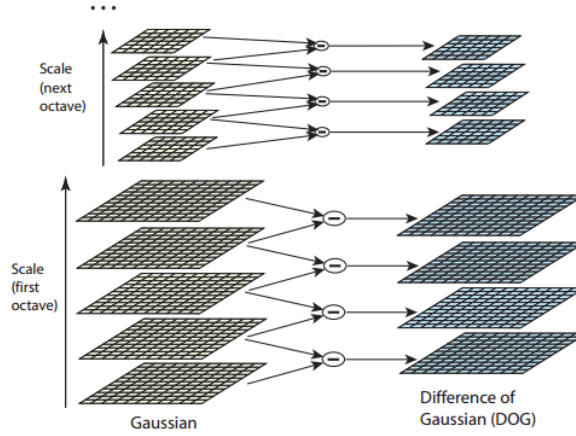 ...
Scale
(next
octave)
Scale
(first
octave)
Gaussian
Difference of
Gaussian (DOG)